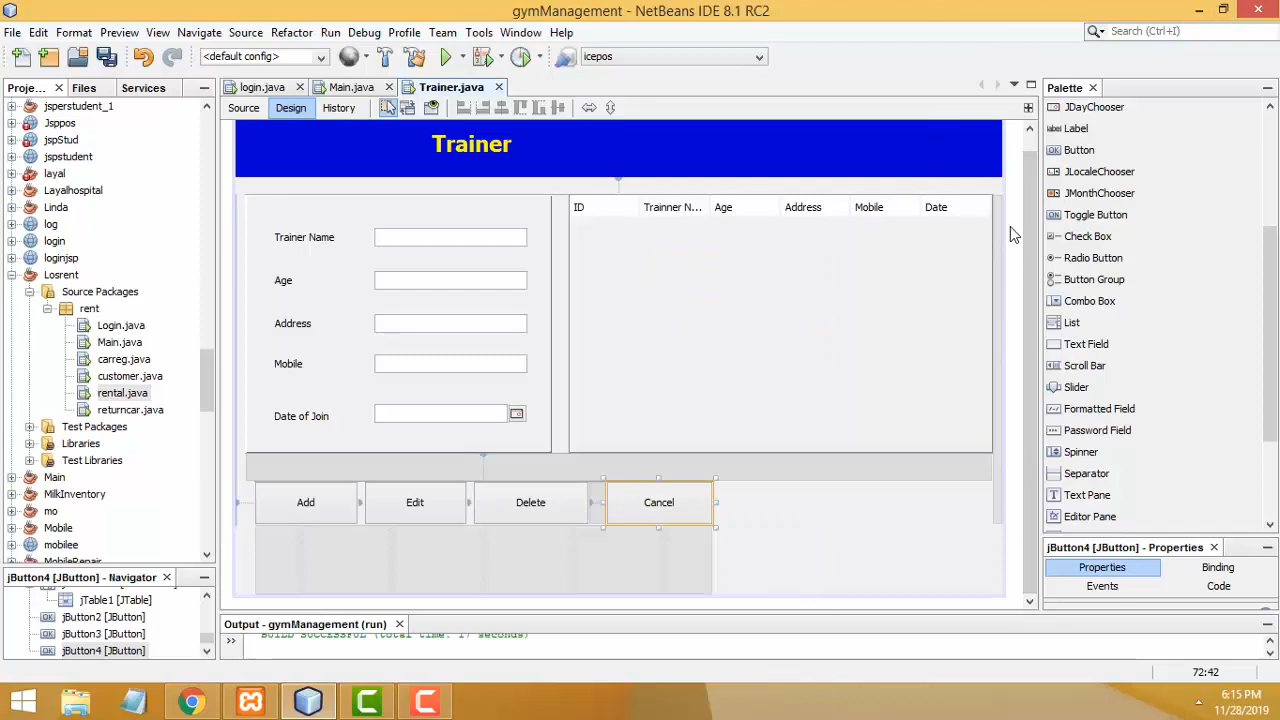 gymManagement - NetBeans IDE 8.1 RC2
File Edit Format Preview View Navigate Source Refactor Run Debug Profile Team Tools Window Help
Search (Ctrl+I)
<default config>
icepos
Proje... Files Services
login.java Main.java Trainer.java
Palette
Source Design History
jsperstudent_1
Jsppos
jspStud
jspstudent
layal
Layalhospital
Linda
log
login
loginjsp
Losrent
Source Packages
rent
Login.java
Main.java
carreg.java
customer.java
rental.java
returncar.java
Test Packages
Libraries
Test Libraries
Main
MilkInventory
mo
Mobile
mobilee
MobileRepair
Trainer
Trainer Name
Age
Address
Mobile
Date of Join
ID Trainner N... Age Address Mobile Date
Add Edit Delete Cancel
JDayChooser
Label
Button
JLocaleChooser
JMonthChooser
Toggle Button
Check Box
Radio Button
Button Group
Combo Box
List
Text Field
Scroll Bar
Slider
Formatted Field
Password Field
Spinner
Separator
Text Pane
Editor Pane
jButton4 [JButton] - Properties
Properties Binding
Events Code
jButton4 [JButton] - Navigator
jTable1 [JTable]
jButton2 [JButton]
jButton3 [JButton]
jButton4 [JButton]
Output - gymManagement (run)
BUILD SUCCESSFUL (total time: 17 seconds)
72:42
6:15 PM
11/28/2019